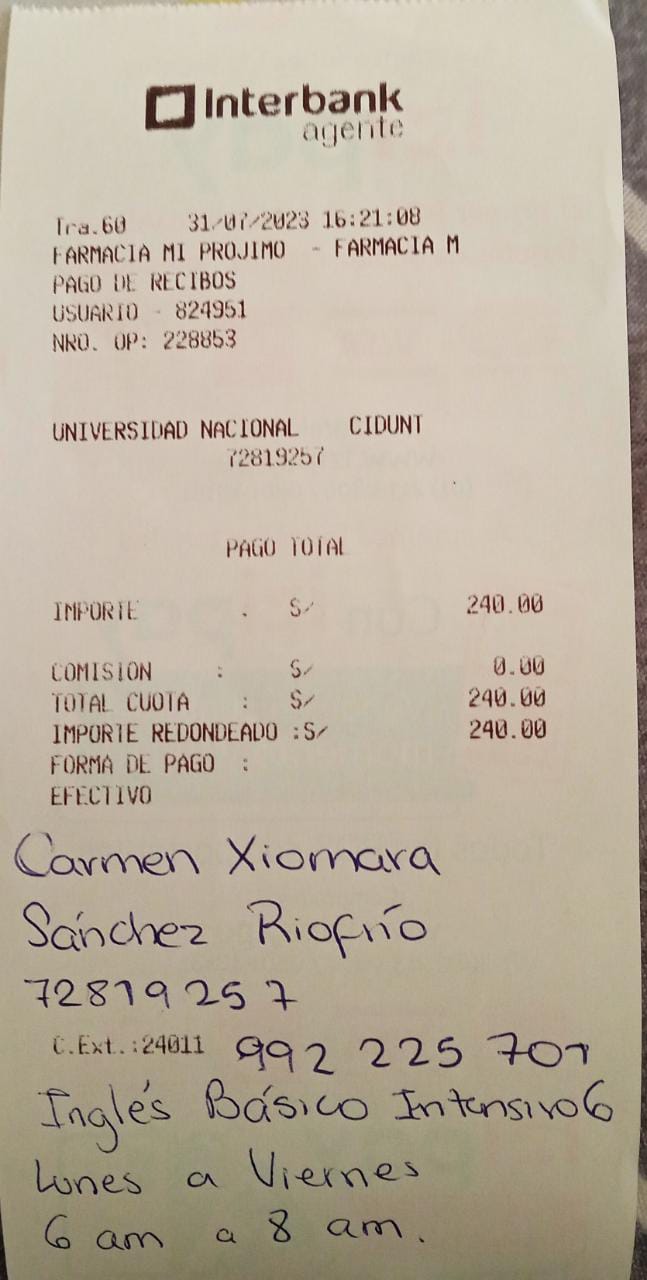 Interbank
agente
Tra.60 31/07/2023 16:21:08
FARMACIA MI PROJIMO - FARMACIA M
PAGO DE RECIBOS
USUARIO - 824951
NRO. OP: 228853
UNIVERSIDAD NACIONAL CIDUNT
72819257
PAGO TOTAL
IMPORTE . S/ 240.00
COMISION : S/ 0.00
TOTAL CUOTA : S/ 240.00
IMPORTE REDONDEADO :S/ 240.00
FORMA DE PAGO :
EFECTIVO
Carmen Xiomara
Sánchez Riofrío
72819257
C.Ext.:24011 992 225 701
Inglés Básico Intensivo 6
Lunes a Viernes
6 am a 8 am.